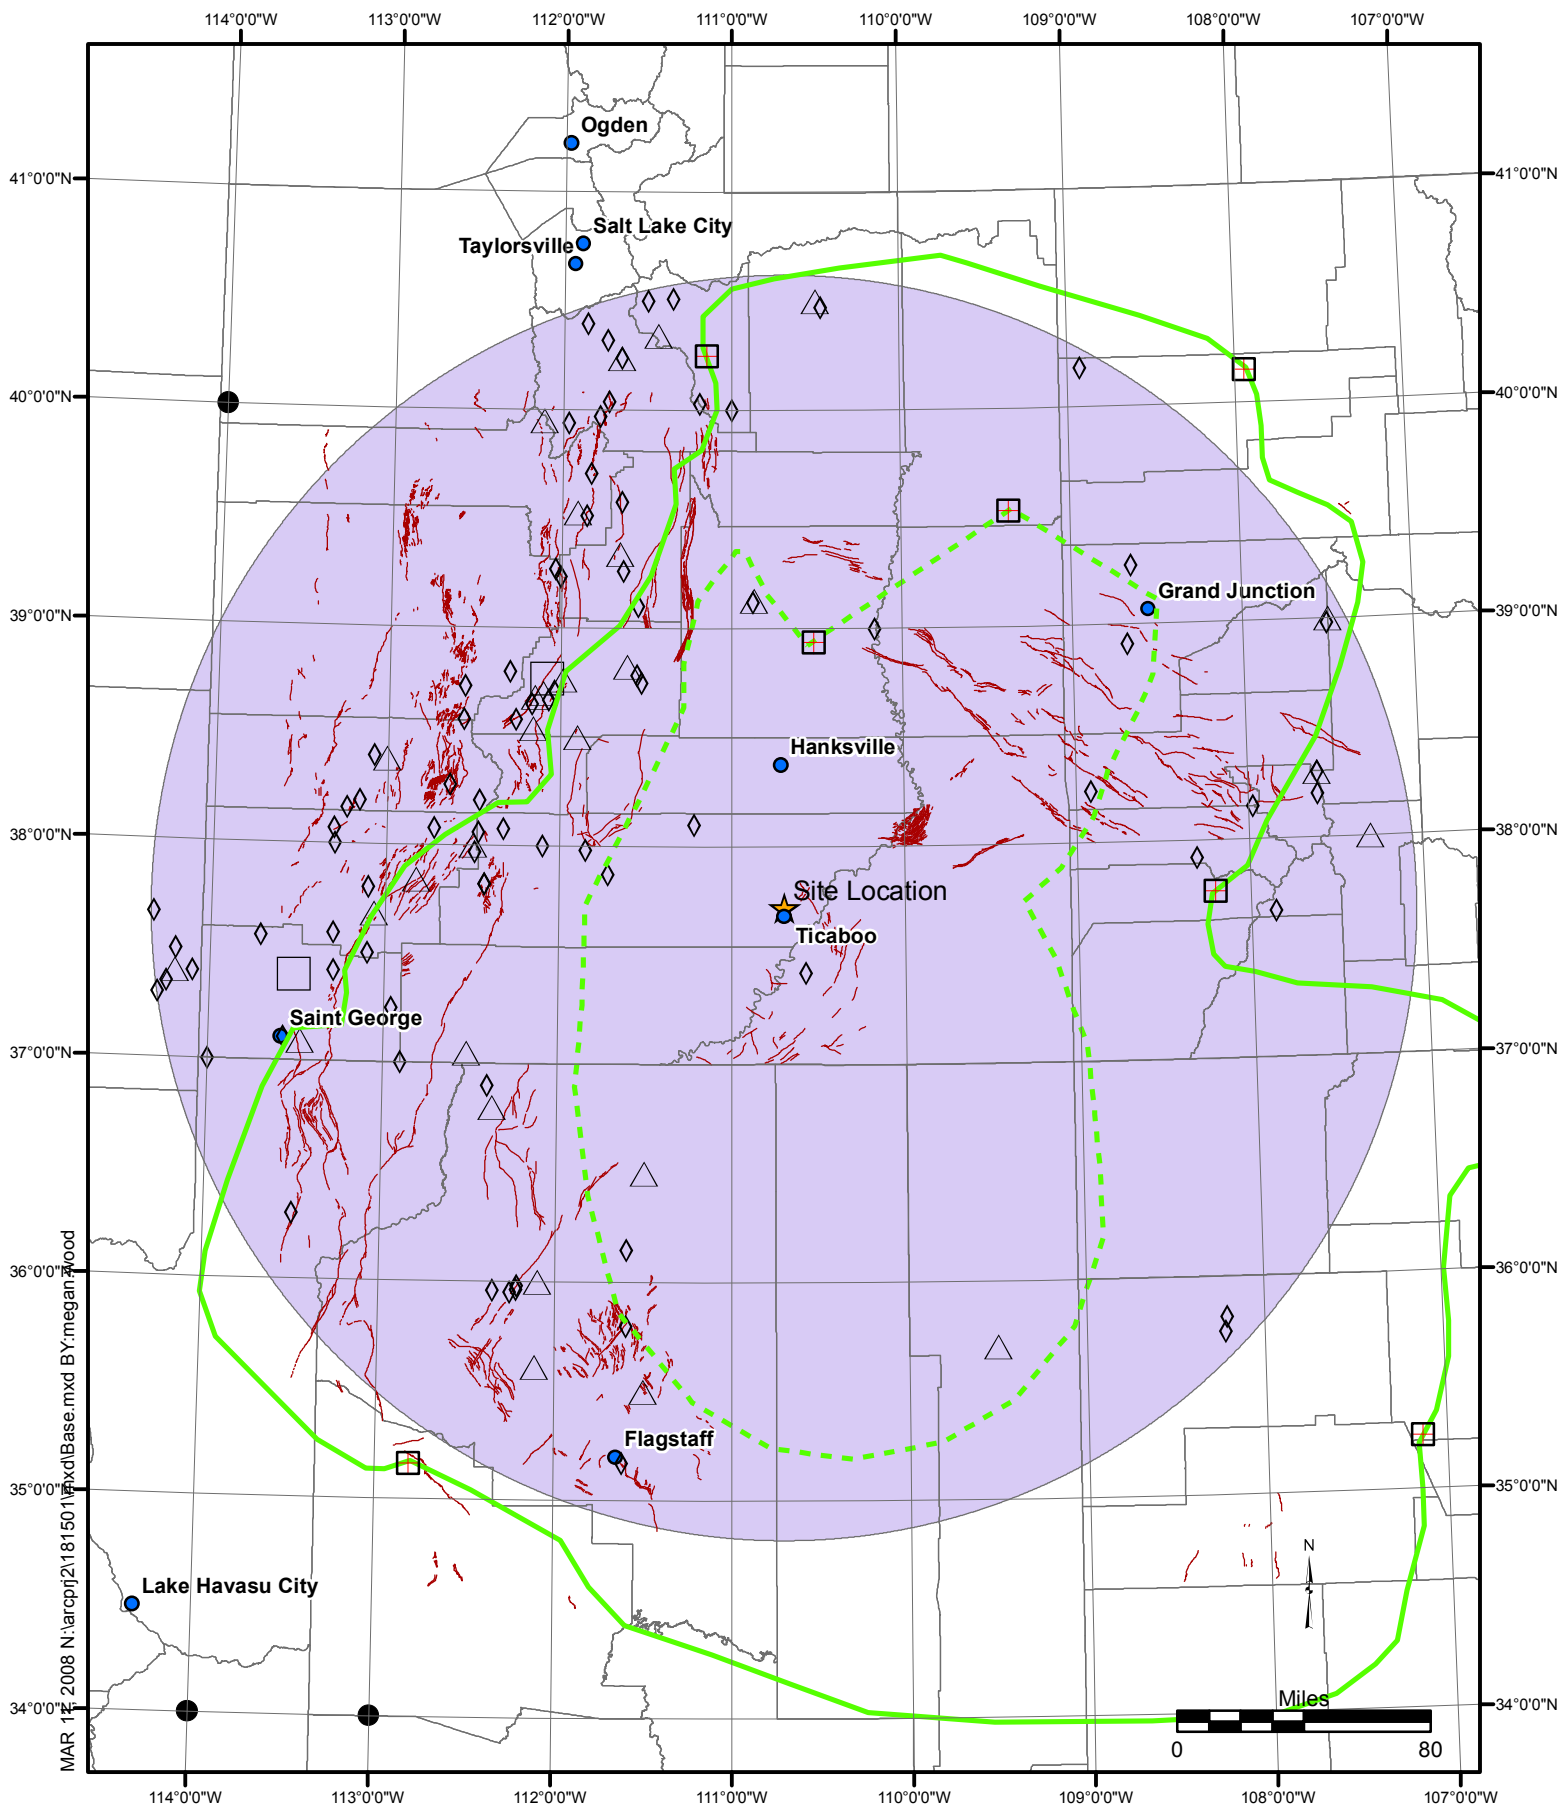 114°0'0"W 113°0'0"W 112°0'0"W 111°0'0"W 110°0'0"W 109°0'0"W 108°0'0"W 107°0'0"W
Ogden
41°0'0"N 41°0'0"N
Salt Lake City
Taylorsville
40°0'0"N 40°0'0"N
Grand Junction
39°0'0"N 39°0'0"N
Hanksville
38°0'0"N 38°0'0"N
Site Location
Ticaboo
Saint George
37°0'0"N 37°0'0"N
36°0'0"N 36°0'0"N
Flagstaff
35°0'0"N 35°0'0"N
N
Lake Havasu City
34°0'0"N 34°0'0"N
Miles
0 80
MAR 12, 2008 N:\arcprj2\181501\mxd\Base.mxd BY:megan.wood
114°0'0"W 113°0'0"W 112°0'0"W 111°0'0"W 110°0'0"W 109°0'0"W 108°0'0"W 107°0'0"W